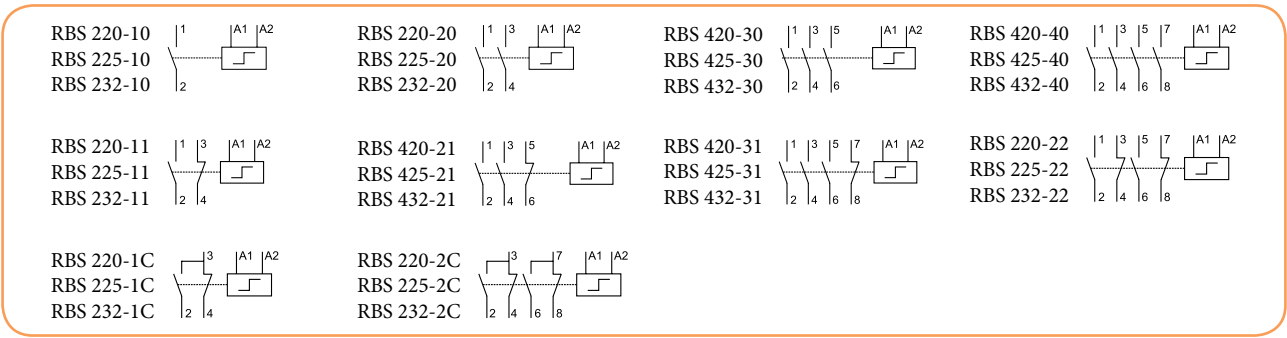 RBS 220-10
RBS 225-10
RBS 232-10
1 A1 A2
2
RBS 220-20
RBS 225-20
RBS 232-20
1 3 A1 A2
2 4
RBS 420-30
RBS 425-30
RBS 432-30
1 3 5 A1 A2
2 4 6
RBS 420-40
RBS 425-40
RBS 432-40
1 3 5 7 A1 A2
2 4 6 8
RBS 220-11
RBS 225-11
RBS 232-11
1 3 A1 A2
2 4
RBS 420-21
RBS 425-21
RBS 432-21
1 3 5 A1 A2
2 4 6
RBS 420-31
RBS 425-31
RBS 432-31
1 3 5 7 A1 A2
2 4 6 8
RBS 220-22
RBS 225-22
RBS 232-22
1 3 5 7 A1 A2
2 4 6 8
RBS 220-1C
RBS 225-1C
RBS 232-1C
3 A1 A2
2 4
RBS 220-2C
RBS 225-2C
RBS 232-2C
3 7 A1 A2
2 4 6 8